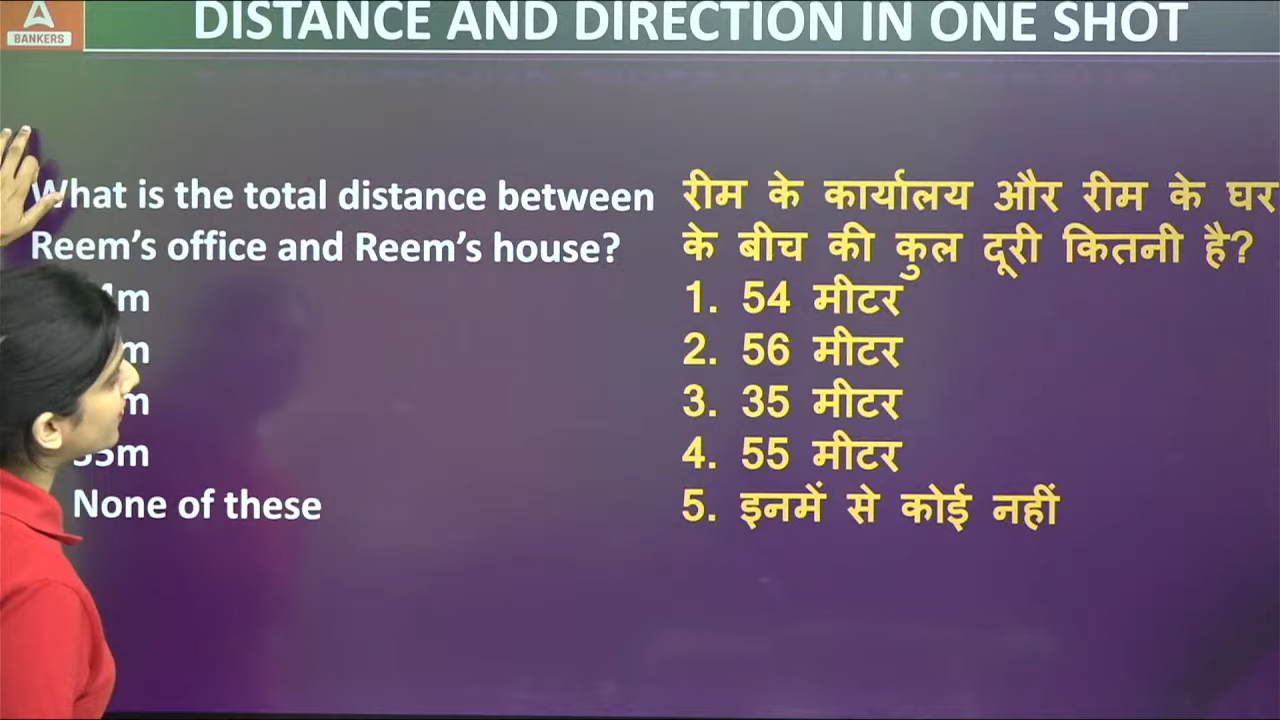 BANKERS
DISTANCE AND DIRECTION IN ONE SHOT
What is the total distance between
Reem's office and Reem's house?
m
m
m
55m
None of these
रीम के कार्यालय और रीम के घर
के बीच की कुल दूरी कितनी है?
1. 54 मीटर
2. 56 मीटर
3. 35 मीटर
4. 55 मीटर
5. इनमें से कोई नहीं